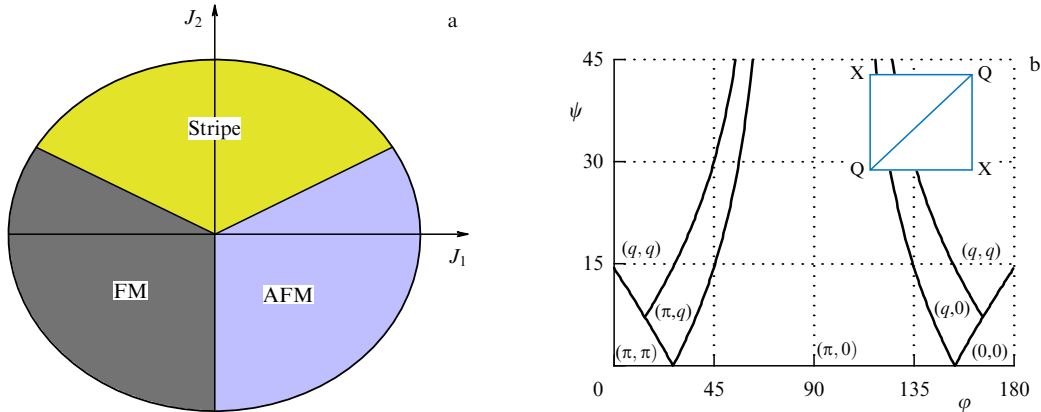 J₂
a
Stripe
J₁
FM
AFM
b
45
X
Q
ψ
30
Q
X
(q, q)
(q, q)
15
(π,q)
(q,0)
(π, π)
(π, 0)
(0,0)
0
45
90
135
180
φ